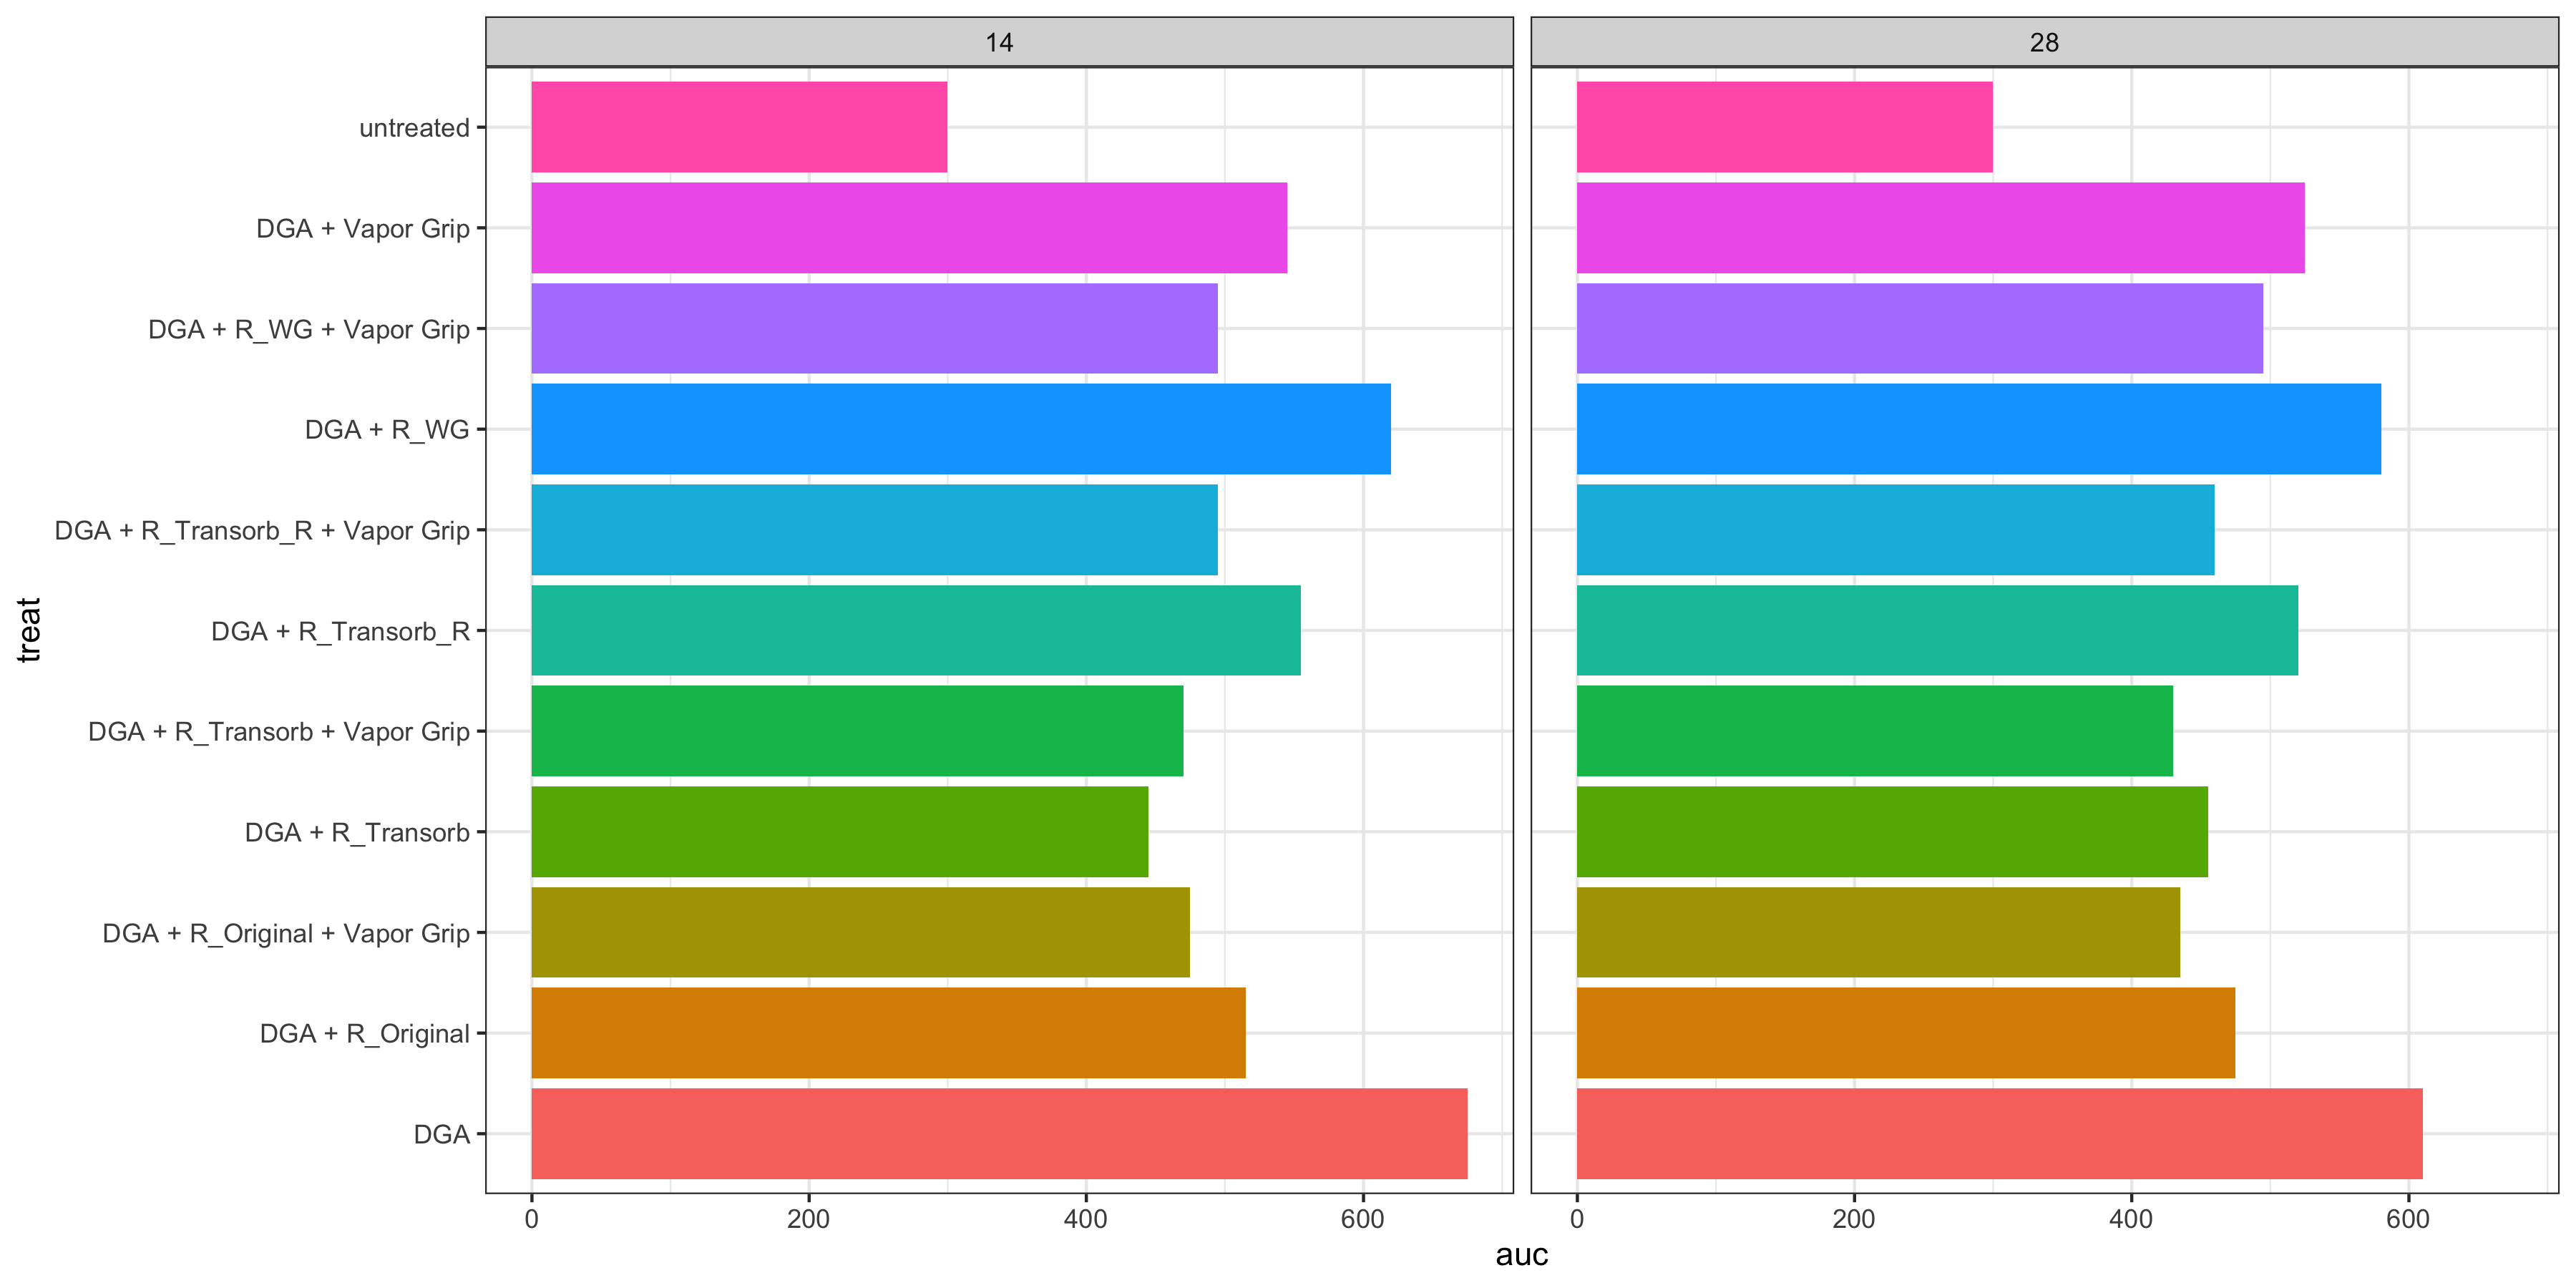 14
28
untreated
DGA + Vapor Grip
DGA + R_WG + Vapor Grip
DGA + R_WG
DGA + R_Transorb_R + Vapor Grip
DGA + R_Transorb_R
DGA + R_Transorb + Vapor Grip
DGA + R_Transorb
DGA + R_Original + Vapor Grip
DGA + R_Original
DGA
treat
0 200 400 600
0 200 400 600
auc